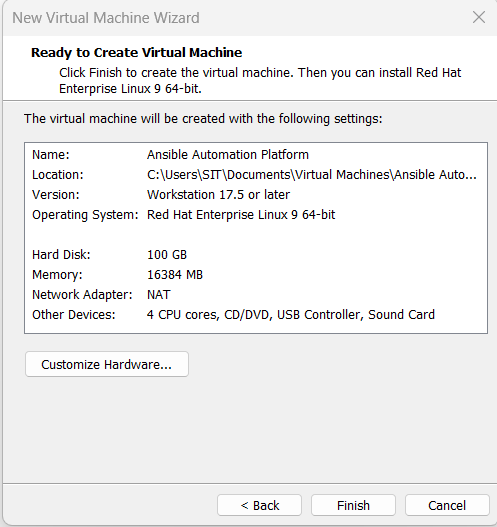 New Virtual Machine Wizard
Ready to Create Virtual Machine
Click Finish to create the virtual machine. Then you can install Red Hat
Enterprise Linux 9 64-bit.
The virtual machine will be created with the following settings:
Name: Ansible Automation Platform
Location: C:\Users\SIT\Documents\Virtual Machines\Ansible Auto...
Version: Workstation 17.5 or later
Operating System: Red Hat Enterprise Linux 9 64-bit
Hard Disk: 100 GB
Memory: 16384 MB
Network Adapter: NAT
Other Devices: 4 CPU cores, CD/DVD, USB Controller, Sound Card
Customize Hardware...
< Back Finish Cancel